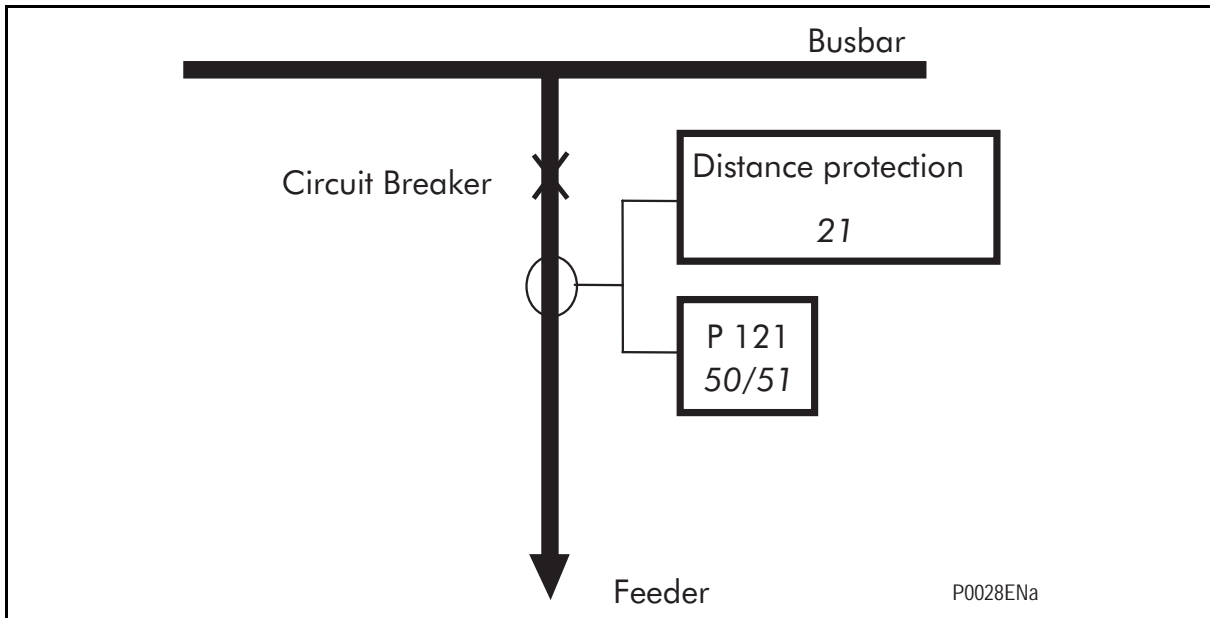 Busbar
Circuit Breaker
Distance protection
21
P 121
50/51
Feeder
P0028ENa